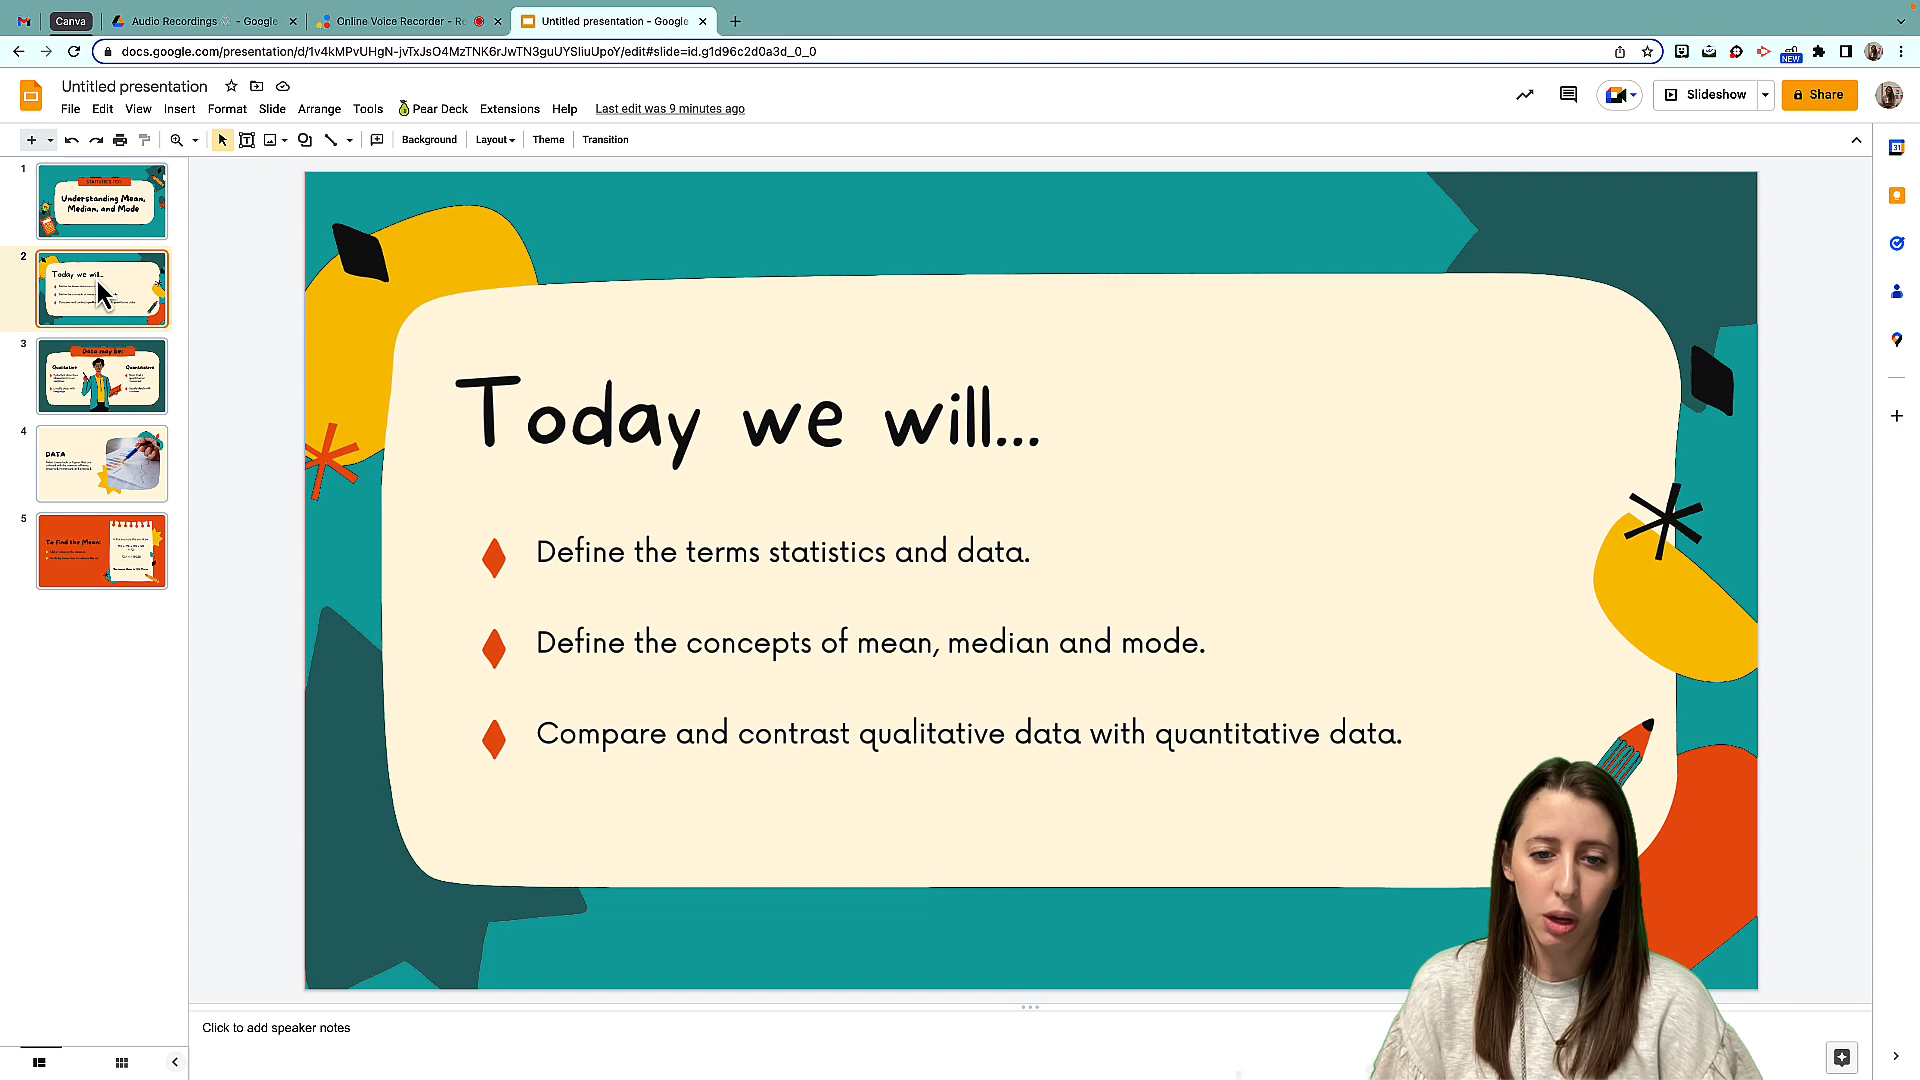 Canva
Audio Recordings
- Google
Online Voice Recorder - Re
Untitled presentation - Google
docs.google.com/presentation/d/1v4kMPvUHgN-jvTxJsO4MzTNK6rJwTN3guUYSliuUpoY/edit#slide=id.g1d96c2d0a3d_0_0
NEW
Untitled presentation
File
Edit
View
Insert
Format
Slide
Arrange
Tools
Pear Deck
Extensions
Help
Last edit was 9 minutes ago
Slideshow
Share
Background
Layout
Theme
Transition
31
1
Understanding Mean,
Median, and Mode
2
Today we will...
3
Data may be:
Qualitative
Quantitative
4
DATA
5
To Find the Mean:
Today we will...
Define the terms statistics and data.
Define the concepts of mean, median and mode.
Compare and contrast qualitative data with quantitative data.
Click to add speaker notes